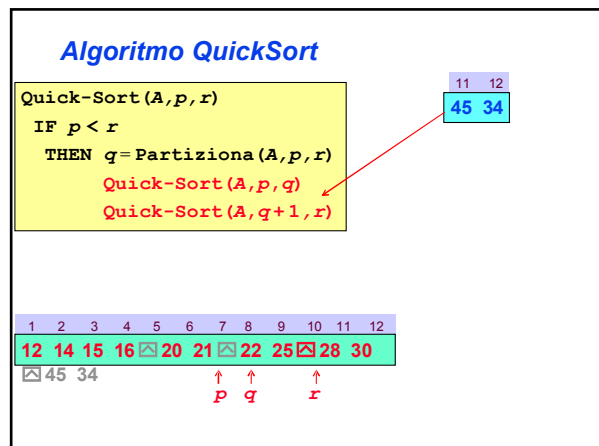 Algoritmo QuickSort
Quick-Sort(A,p,r)
IF p < r
THEN q = Partiziona(A,p,r)
Quick-Sort(A,p,q)
Quick-Sort(A,q+1,r)
11 12
45 34
1 2 3 4 5 6 7 8 9 10 11 12
12 14 15 16 20 21 22 25 28 30
45 34
p q r